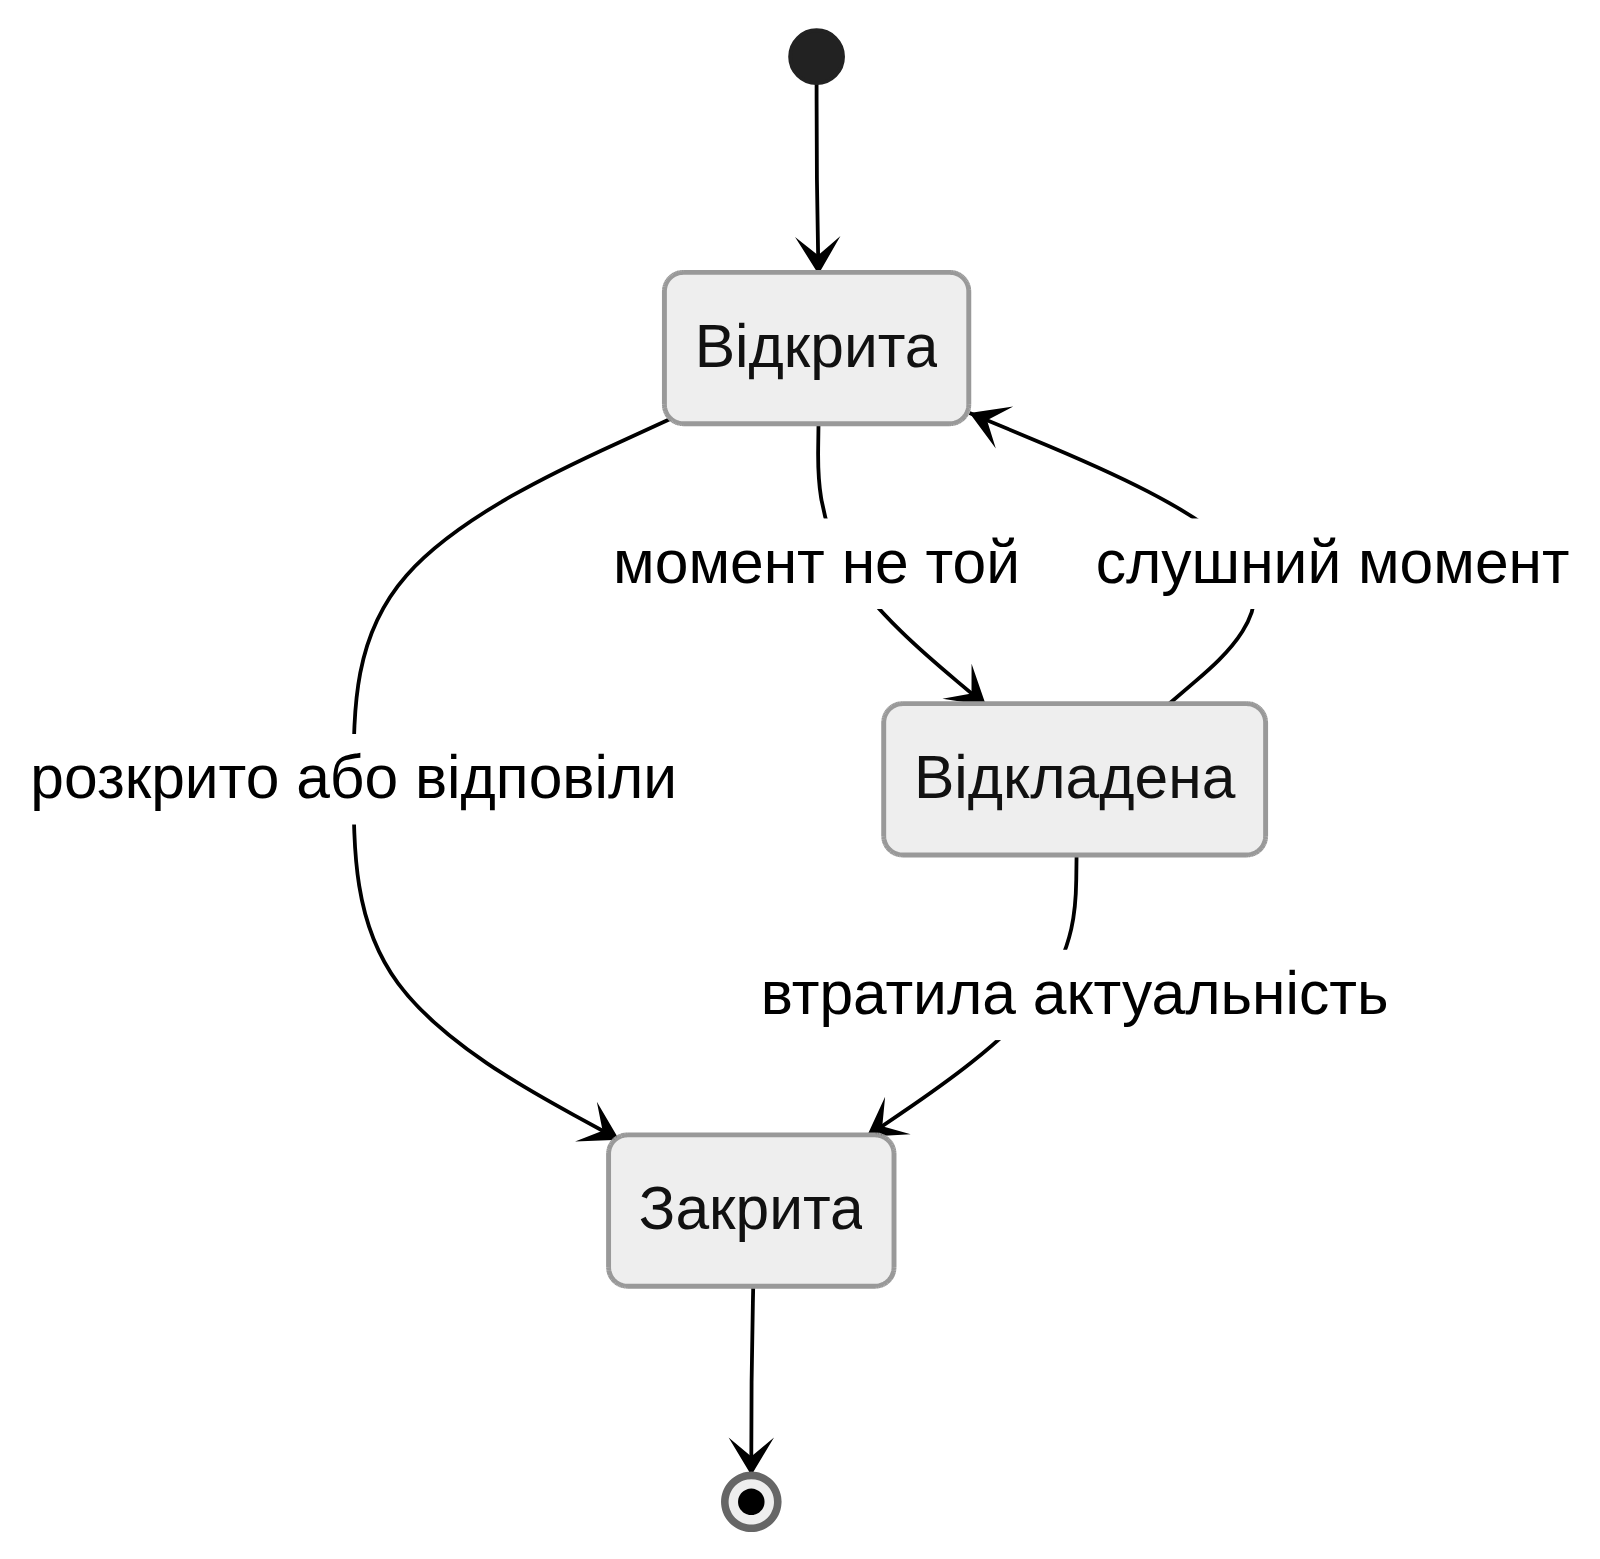 Відкрита
момент не той
слушний момент
розкрито або відповіли
Відкладена
втратила актуальність
Закрита